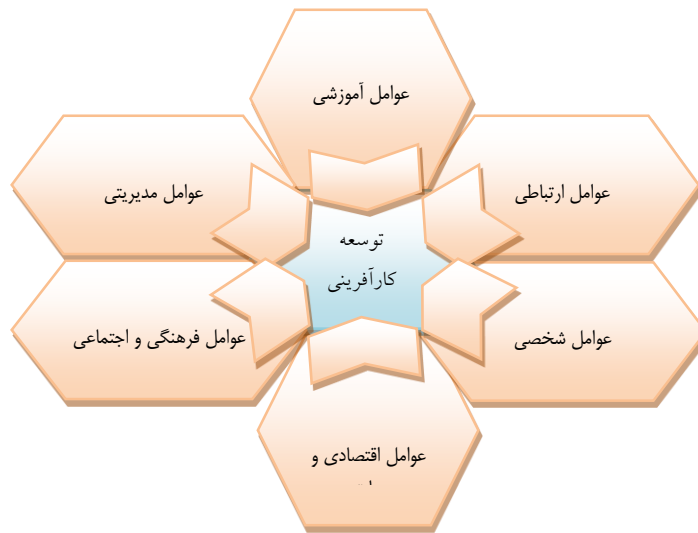 عوامل آموزشی
عوامل ارتباطی
عوامل مدیریتی
توسعه
کارآفرینی
عوامل شخصی
عوامل فرهنگی و اجتماعی
عوامل اقتصادی و